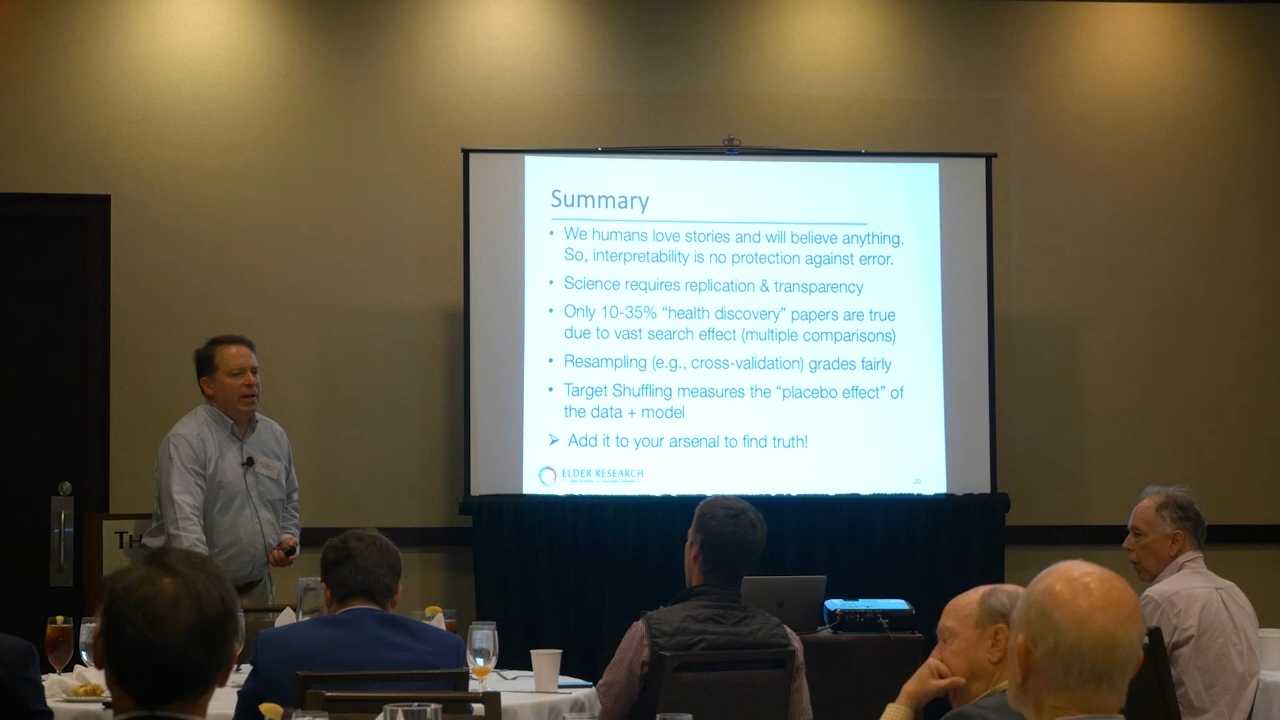 Summary
• We humans love stories and will believe anything.
So, interpretability is no protection against error.
• Science requires replication & transparency
• Only 10-35% “health discovery” papers are true
due to vast search effect (multiple comparisons)
• Resampling (e.g., cross-validation) grades fairly
• Target Shuffling measures the “placebo effect” of
the data + model
➢ Add it to your arsenal to find truth!
ELDER RESEARCH
20
TH